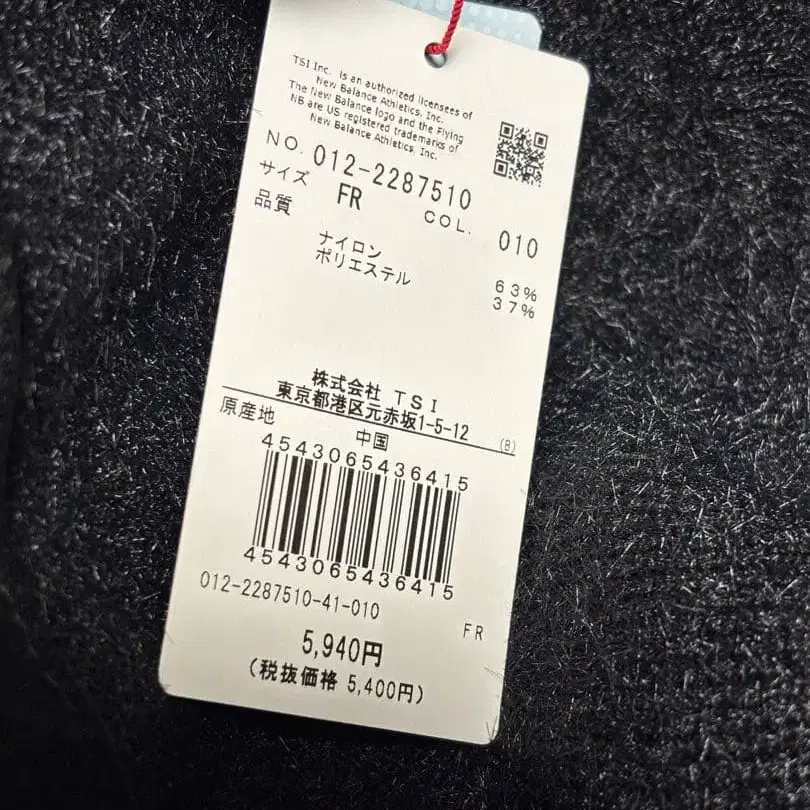 TSI Inc. is an authorized licensees of
New Balance Athletics, Inc.
The New Balance logo and the Flying
NB are US registered trademarks of
New Balance Athletics, Inc.
NO. 012-2287510
サイズ FR COL. 010
品質
ナイロン 63%
ポリエステル 37%
株式会社 TSI
東京都港区元赤坂1-5-12 (B)
原産地 中国
4543065436415
4543065436415
012-2287510-41-010
FR
5,940円
(税抜価格 5,400円)